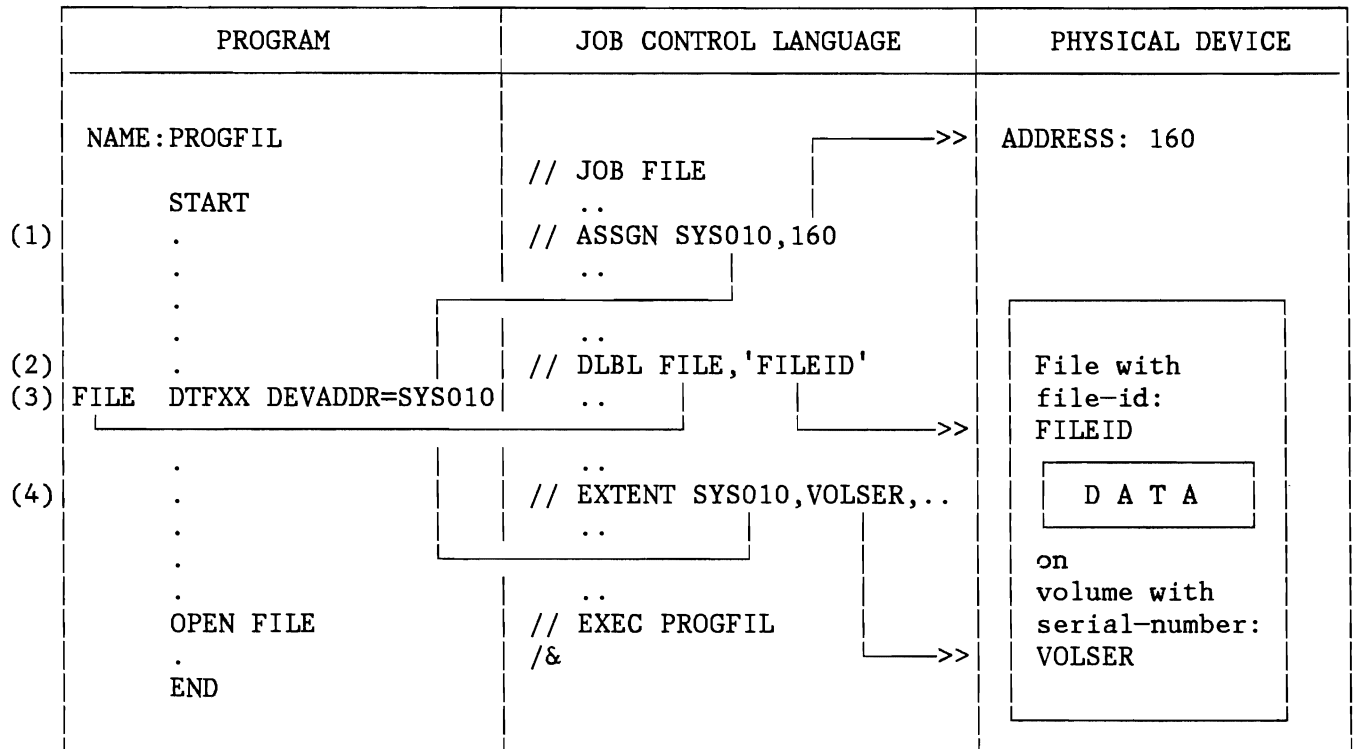 PROGRAM JOB CONTROL LANGUAGE PHYSICAL DEVICE
NAME:PROGFIL >> ADDRESS: 160
// JOB FILE
START ..
(1) . // ASSGN SYS010,160
. ..
.
. ..
(2) . // DLBL FILE,'FILEID' File with
(3) FILE DTFXX DEVADDR=SYS010 .. file-id:
>> FILEID
. ..
(4) . // EXTENT SYS010,VOLSER,.. D A T A
. ..
. on
. .. volume with
OPEN FILE // EXEC PROGFIL serial-number:
. /& >> VOLSER
END